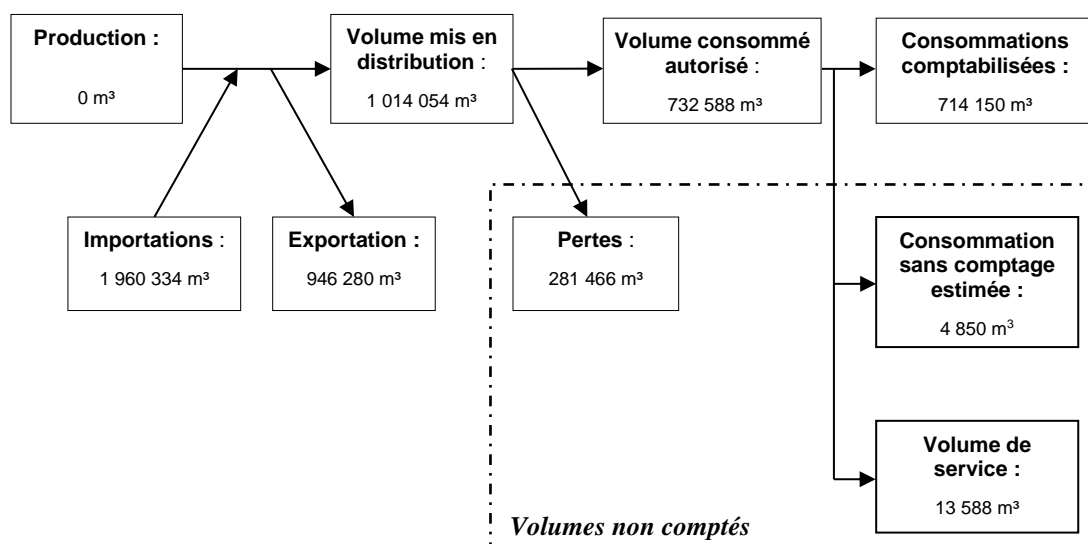 Production :
0 m³
Volume mis en
distribution :
1 014 054 m³
Volume consommé
autorisé :
732 588 m³
Consommations
comptabilisées :
714 150 m³
Importations :
1 960 334 m³
Exportation :
946 280 m³
Pertes :
281 466 m³
Consommation
sans comptage
estimée :
4 850 m³
Volume de
service :
13 588 m³
Volumes non comptés